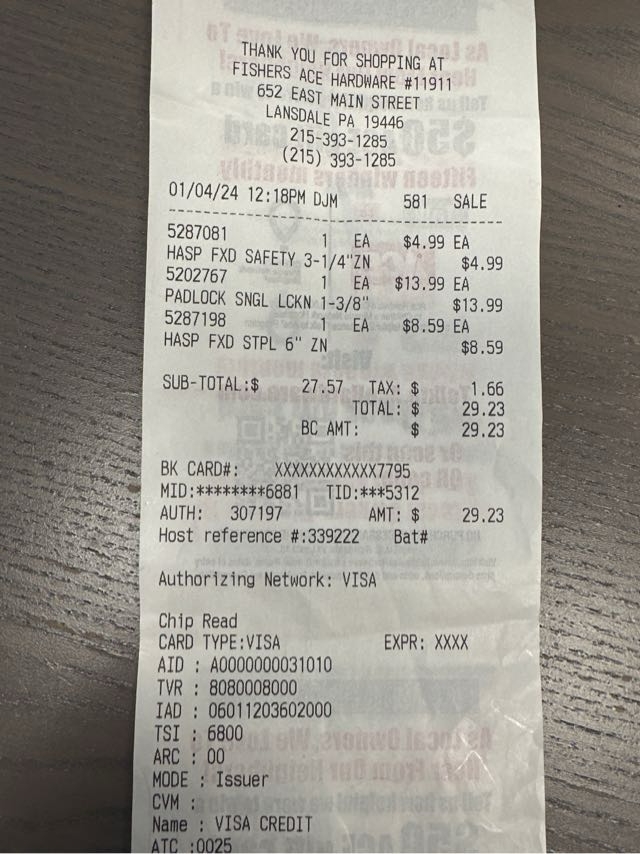 THANK YOU FOR SHOPPING AT
FISHERS ACE HARDWARE #11911
652 EAST MAIN STREET
LANSDALE PA 19446
215-393-1285
(215) 393-1285
01/04/24 12:18PM DJM 581 SALE
5287081 1 EA $4.99 EA
HASP FXD SAFETY 3-1/4"ZN $4.99
5202767 1 EA $13.99 EA
PADLOCK SNGL LCKN 1-3/8" $13.99
5287198 1 EA $8.59 EA
HASP FXD STPL 6" ZN $8.59
SUB-TOTAL:$ 27.57 TAX: $ 1.66
TOTAL: $ 29.23
BC AMT: $ 29.23
BK CARD#: XXXXXXXXXXXX7795
MID:********6881 TID:***5312
AUTH: 307197 AMT: $ 29.23
Host reference #:339222 Bat#
Authorizing Network: VISA
Chip Read
CARD TYPE:VISA EXPR: XXXX
AID : A0000000031010
TVR : 8080008000
IAD : 06011203602000
TSI : 6800
ARC : 00
MODE : Issuer
CVM :
Name : VISA CREDIT
ATC :0025